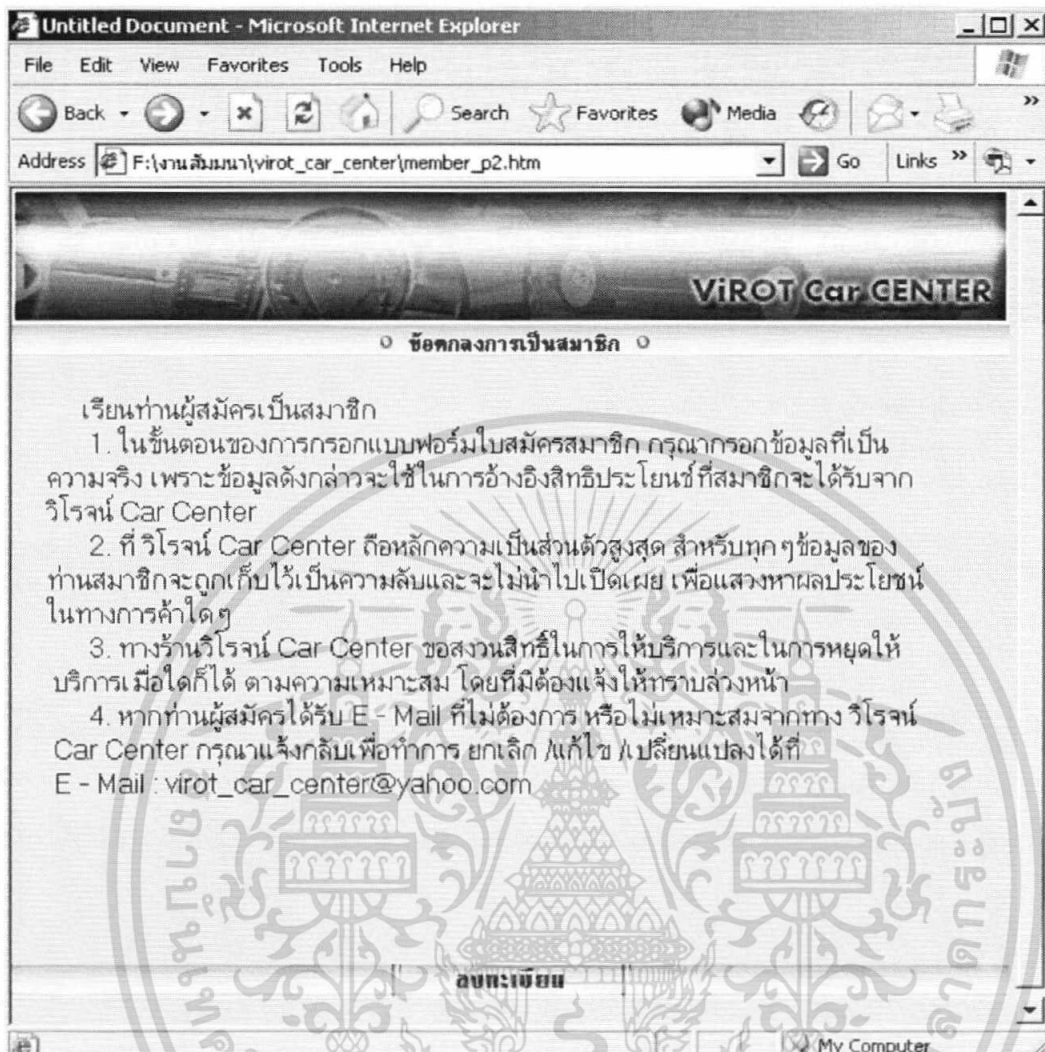 Untitled Document - Microsoft Internet Explorer
File Edit View Favorites Tools Help
Back Search Favorites Media
Address F:\งานสัมมนา\virot_car_center\member_p2.htm Go Links
ViROT Car CENTER
ข้อตกลงการเป็นสมาชิก
เรียนท่านผู้สมัครเป็นสมาชิก
1. ในขั้นตอนของการกรอกแบบฟอร์มใบสมัครสมาชิก กรุณากรอกข้อมูลที่เป็น
ความจริง เพราะข้อมูลดังกล่าวจะใช้ในการอ้างอิงสิทธิประโยชน์ที่สมาชิกจะได้รับจาก
วิโรจน์ Car Center
2. ที่ วิโรจน์ Car Center ถือหลักความเป็นส่วนตัวสูงสุด สำหรับทุกๆข้อมูลของ
ท่านสมาชิกจะถูกเก็บไว้เป็นความลับและจะไม่นำไปเปิดเผย เพื่อแสวงหาผลประโยชน์
ในทางการค้าใดๆ
3. ทางร้านวิโรจน์ Car Center ขอสงวนสิทธิ์ในการให้บริการและในการหยุดให้
บริการเมื่อใดก็ได้ ตามความเหมาะสม โดยที่มิต้องแจ้งให้ทราบล่วงหน้า
4. หากท่านผู้สมัครได้รับ E - Mail ที่ไม่ต้องการ หรือไม่เหมาะสมจากทาง วิโรจน์
Car Center กรุณาแจ้งกลับเพื่อทำการ ยกเลิก /แก้ไข /เปลี่ยนแปลงได้ที่
E - Mail : virot_car_center@yahoo.com
ลงทะเบียน
My Computer